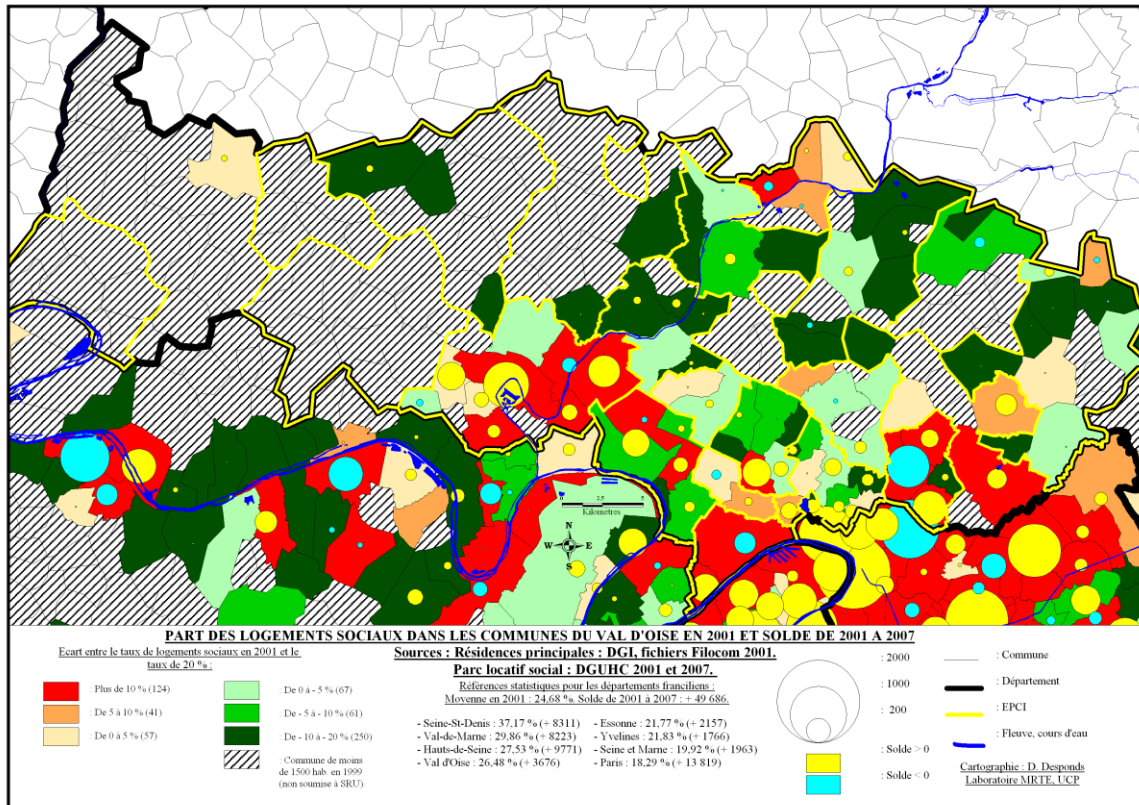 0 2,5 5
Kilomètres
N
W E
S
PART DES LOGEMENTS SOCIAUX DANS LES COMMUNES DU VAL D'OISE EN 2001 ET SOLDE DE 2001 A 2007
Ecart entre le taux de logements sociaux en 2001 et le
taux de 20 % :
: Plus de 10 % (124)
: De 5 à 10 % (41)
: De 0 à 5 % (57)
: De 0 à - 5 % (67)
: De - 5 à - 10 % (61)
: De - 10 à - 20 % (250)
: Commune de moins
de 1500 hab. en 1999
(non soumise à SRU).
Sources : Résidences principales : DGI, fichiers Filocom 2001.
Parc locatif social : DGUHC 2001 et 2007.
Références statistiques pour les départements franciliens :
Moyenne en 2001 : 24,68 %. Solde de 2001 à 2007 : + 49 686.
- Seine-St-Denis : 37,17 % (+ 8311)
- Val-de-Marne : 29,86 % (+ 8223)
- Hauts-de-Seine : 27,53 % (+ 9771)
- Val d'Oise : 26,48 % (+ 3676)
- Essonne : 21,77 % (+ 2157)
- Yvelines : 21,83 % (+ 1766)
- Seine et Marne : 19,92 % (+ 1963)
- Paris : 18,29 % (+ 13 819)
: 2000
: 1000
: 200
: Solde > 0
: Solde < 0
: Commune
: Département
: EPCI
: Fleuve, cours d'eau
Cartographie : D. Desponds
Laboratoire MRTE, UCP